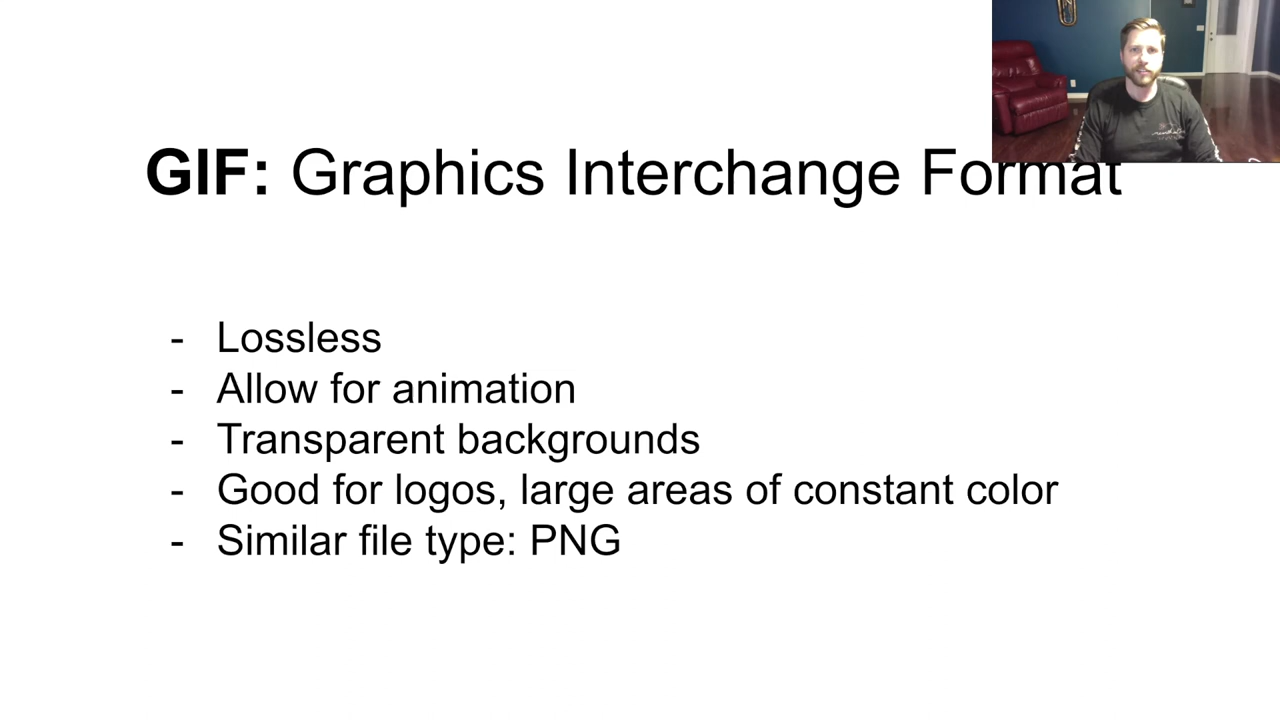 GIF: Graphics Interchange Format
- Lossless
- Allow for animation
- Transparent backgrounds
- Good for logos, large areas of constant color
- Similar file type: PNG